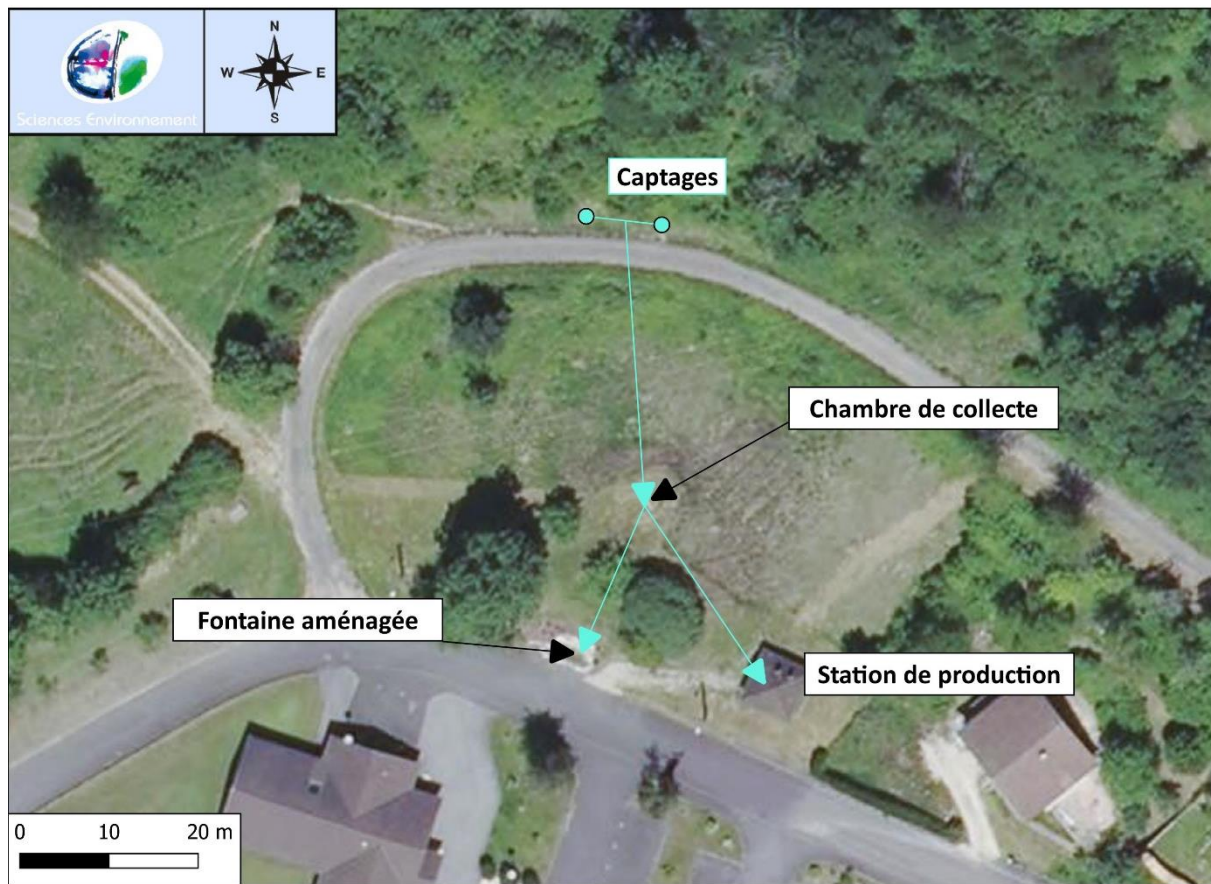 Sciences Environnement
N
W E
S
Captages
Chambre de collecte
Fontaine aménagée
Station de production
0 10 20 m